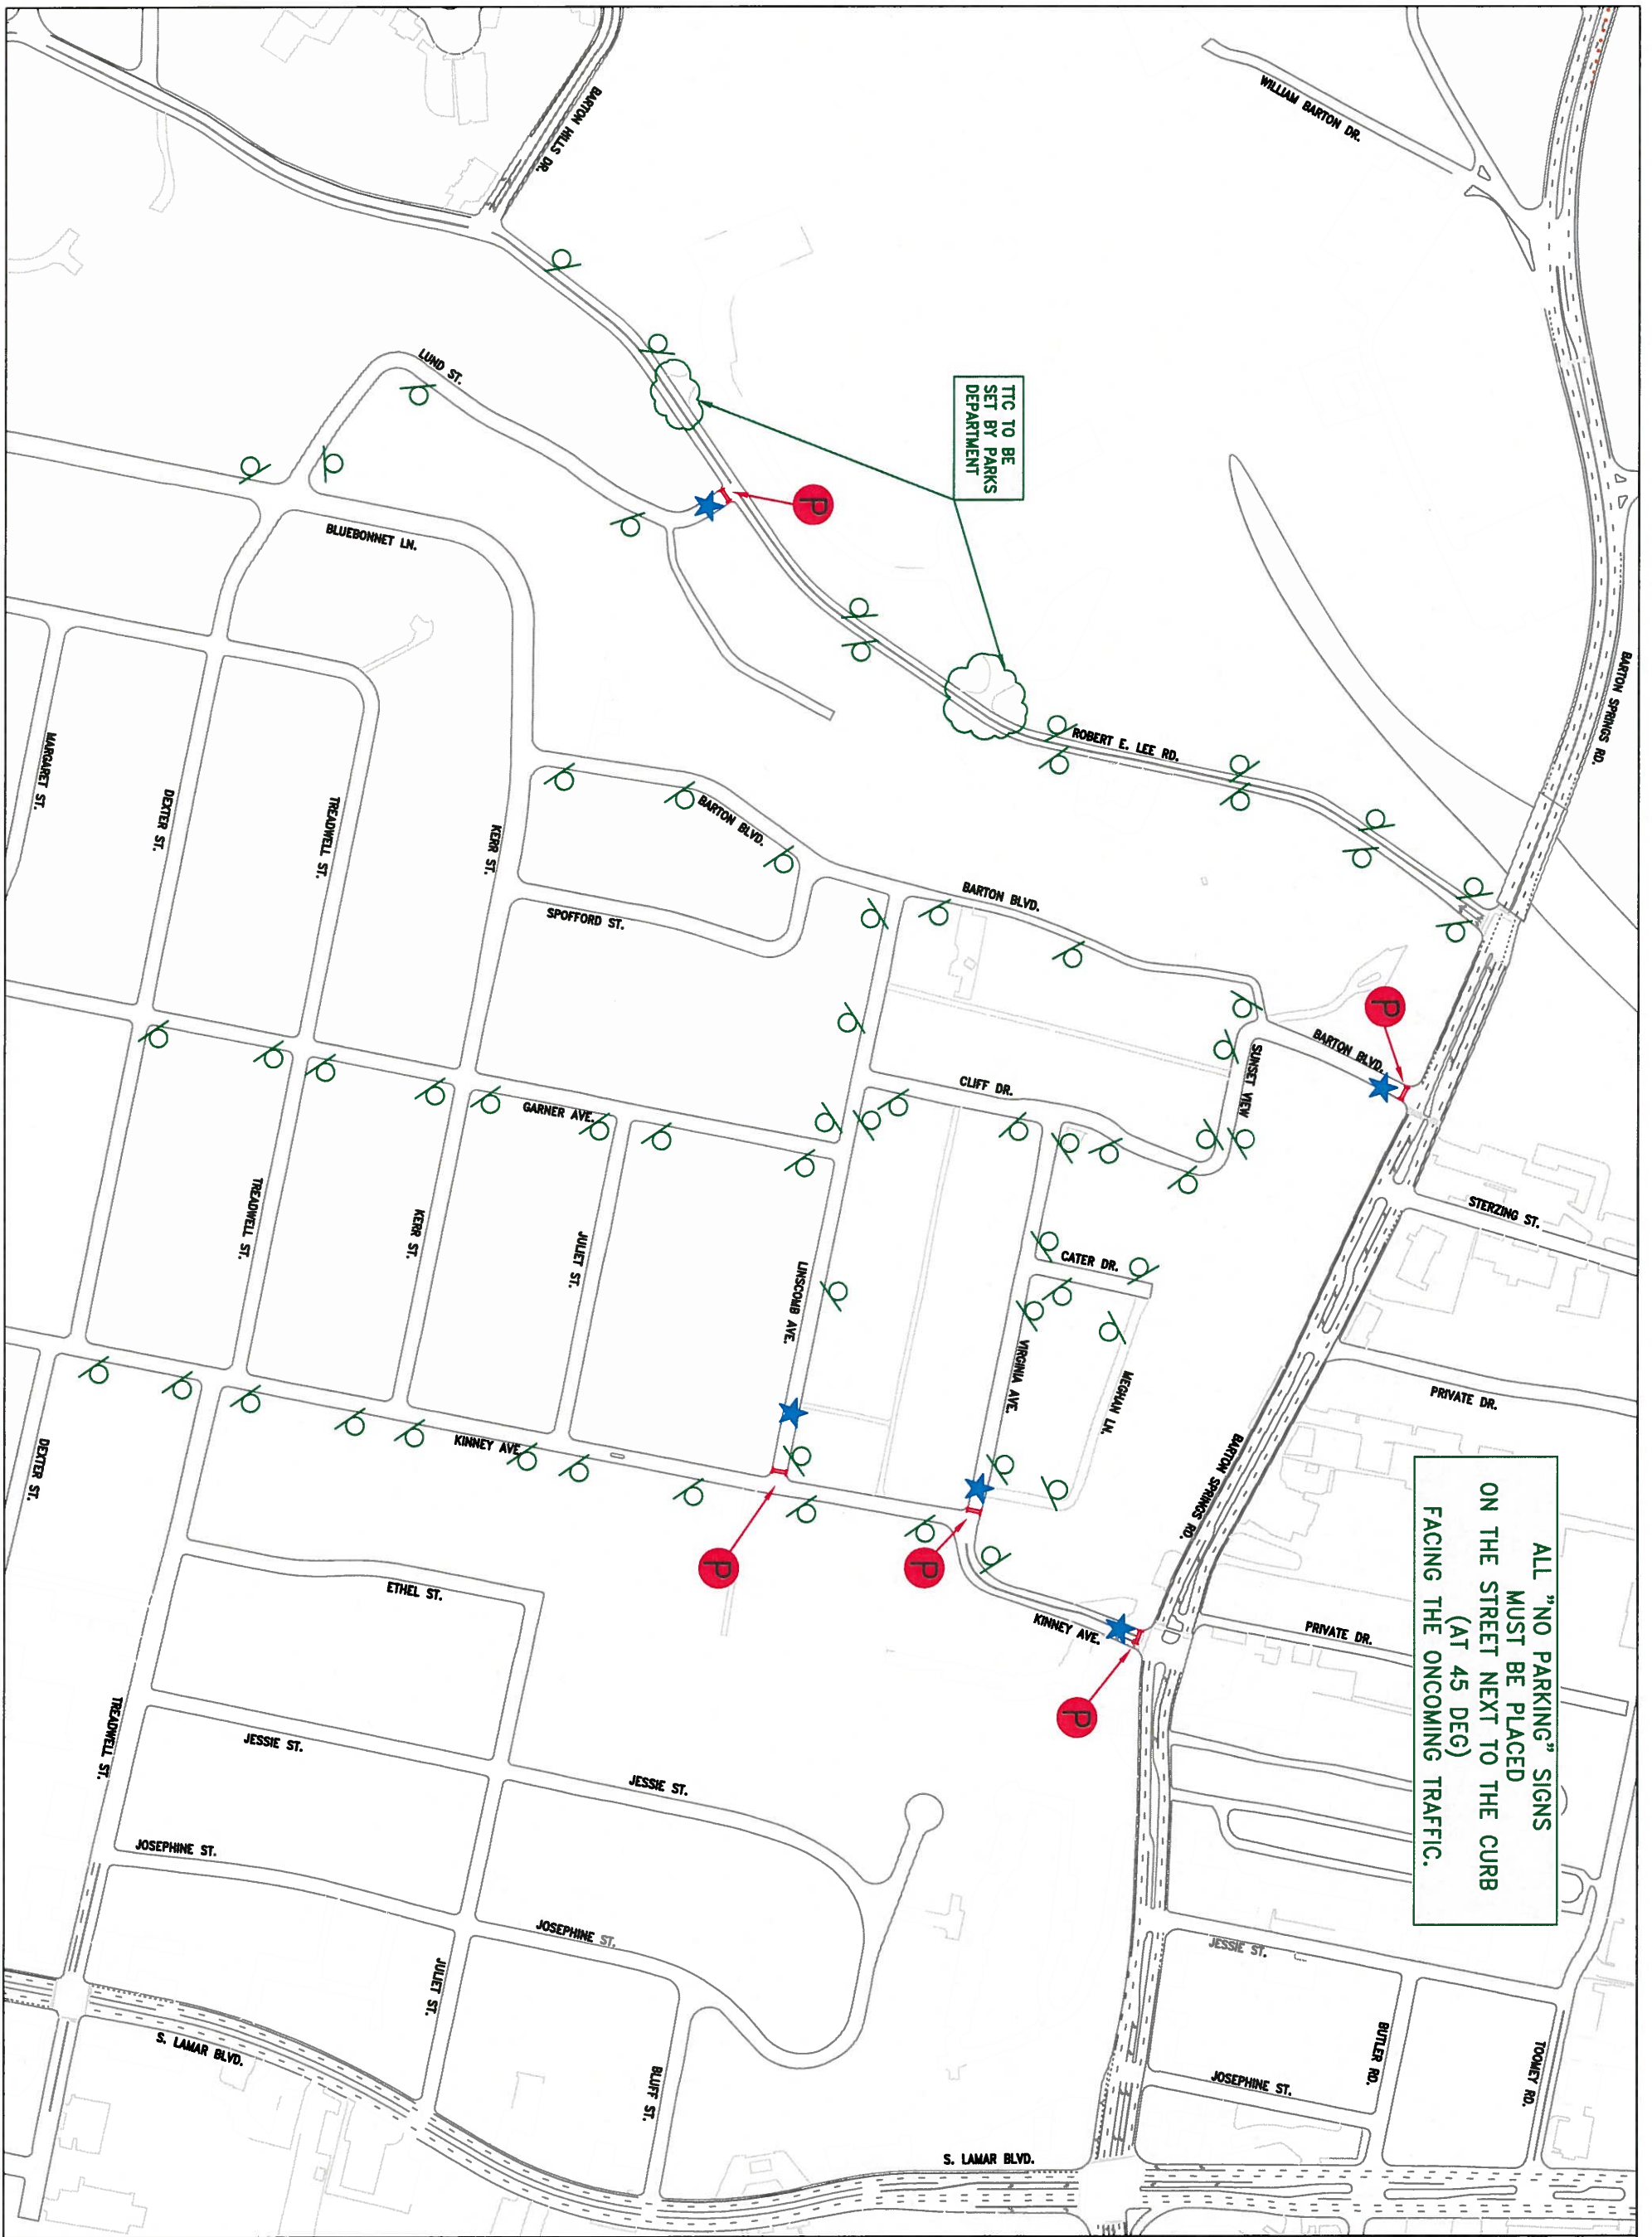 WILLIAM BARTON DR.
BARTON HILLS DR.
BARTON SPRINGS RD.
TTC TO BE
SET BY PARKS
DEPARTMENT
LUND ST.
P
BLUEBONNET LN.
ROBERT E. LEE RD.
MARGARET ST.
DEXTER ST.
TREADWELL ST.
KERR ST.
BARTON BLVD.
SPOFFORD ST.
BARTON BLVD.
P
BARTON BLVD.
SUNSET VIEW
CLIFF DR.
GARNER AVE.
STERZING ST.
TREADWELL ST.
KERR ST.
JULIET ST.
LINSCOMB AVE.
CATER DR.
VIRGINIA AVE.
MEGHAN LN.
PRIVATE DR.
BARTON SPRINGS RD.
DEXTER ST.
KINNEY AVE.
P
P
KINNEY AVE.
P
PRIVATE DR.
ALL "NO PARKING" SIGNS
MUST BE PLACED
ON THE STREET NEXT TO THE CURB
(AT 45 DEG)
FACING THE ONCOMING TRAFFIC.
ETHEL ST.
TREADWELL ST.
JESSIE ST.
JESSIE ST.
JOSEPHINE ST.
JOSEPHINE ST.
JULIET ST.
JESSIE ST.
BUTLER RD.
TOOMEY RD.
JOSEPHINE ST.
S. LAMAR BLVD.
BLUFF ST.
S. LAMAR BLVD.